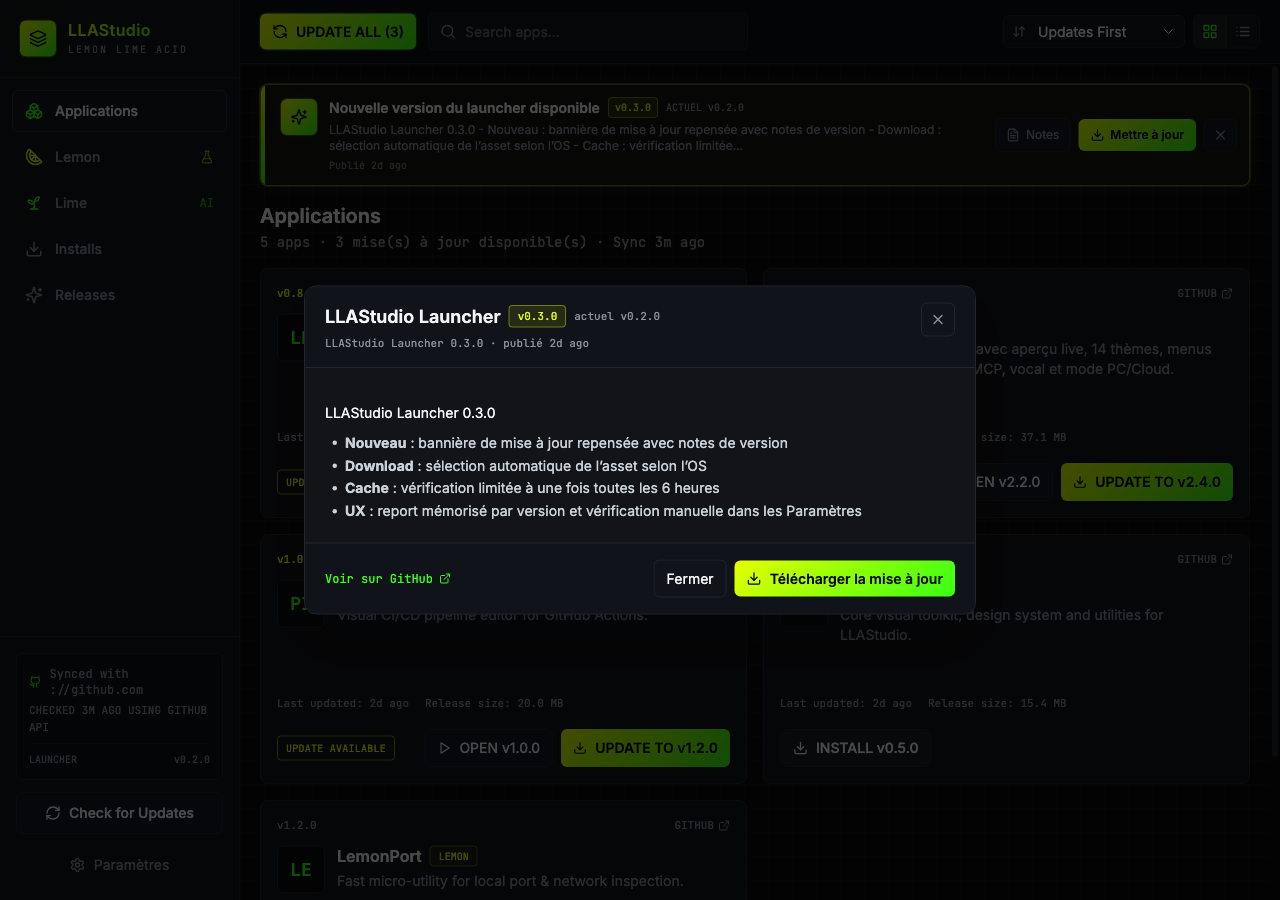 LLAStudio
LEMON LIME ACID
UPDATE ALL (3)
Search apps...
Updates First
Applications
Lemon
Lime
AI
Installs
Releases
Nouvelle version du launcher disponible
v0.3.0
ACTUEL v0.2.0
LLAStudio Launcher 0.3.0 - Nouveau : bannière de mise à jour repensée avec notes de version - Download :
sélection automatique de l’asset selon l’OS - Cache : vérification limitée…
Publié 2d ago
Notes
Mettre à jour
Applications
5 apps · 3 mise(s) à jour disponible(s) · Sync 3m ago
v0.8
GITHUB
avec aperçu live, 14 thèmes, menus
MCP, vocal et mode PC/Cloud.
Last
size: 37.1 MB
UPD
EN v2.2.0
UPDATE TO v2.4.0
LLAStudio Launcher
v0.3.0
actuel v0.2.0
LLAStudio Launcher 0.3.0 · publié 2d ago
LLAStudio Launcher 0.3.0
• Nouveau : bannière de mise à jour repensée avec notes de version
• Download : sélection automatique de l’asset selon l’OS
• Cache : vérification limitée à une fois toutes les 6 heures
• UX : report mémorisé par version et vérification manuelle dans les Paramètres
Voir sur GitHub
Fermer
Télécharger la mise à jour
v1.0
GITHUB
Visual CI/CD pipeline editor for GitHub Actions.
Last updated: 2d ago
Release size: 20.0 MB
UPDATE AVAILABLE
OPEN v1.0.0
UPDATE TO v1.2.0
Core visual toolkit, design system and utilities for
LLAStudio.
Last updated: 2d ago
Release size: 15.4 MB
INSTALL v0.5.0
v1.2.0
GITHUB
LE
LemonPort
LEMON
Fast micro-utility for local port & network inspection.
Synced with
://github.com
CHECKED 3M AGO USING GITHUB
API
LAUNCHER
v0.2.0
Check for Updates
Paramètres